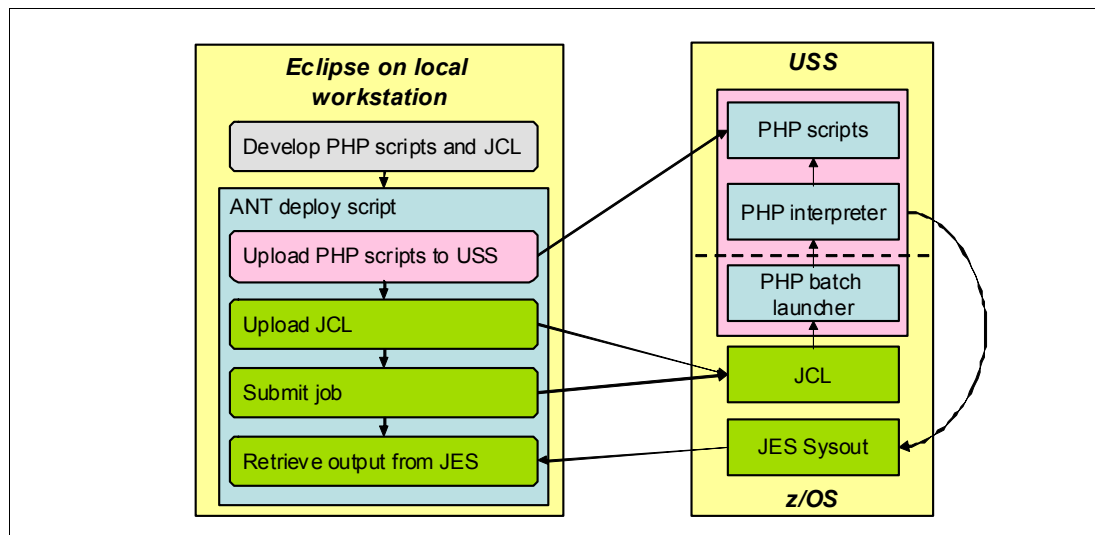 Eclipse on local
workstation
Develop PHP scripts and JCL
ANT deploy script
Upload PHP scripts to USS
Upload JCL
Submit job
Retrieve output from JES
USS
PHP scripts
PHP interpreter
PHP batch
launcher
JCL
JES Sysout
z/OS